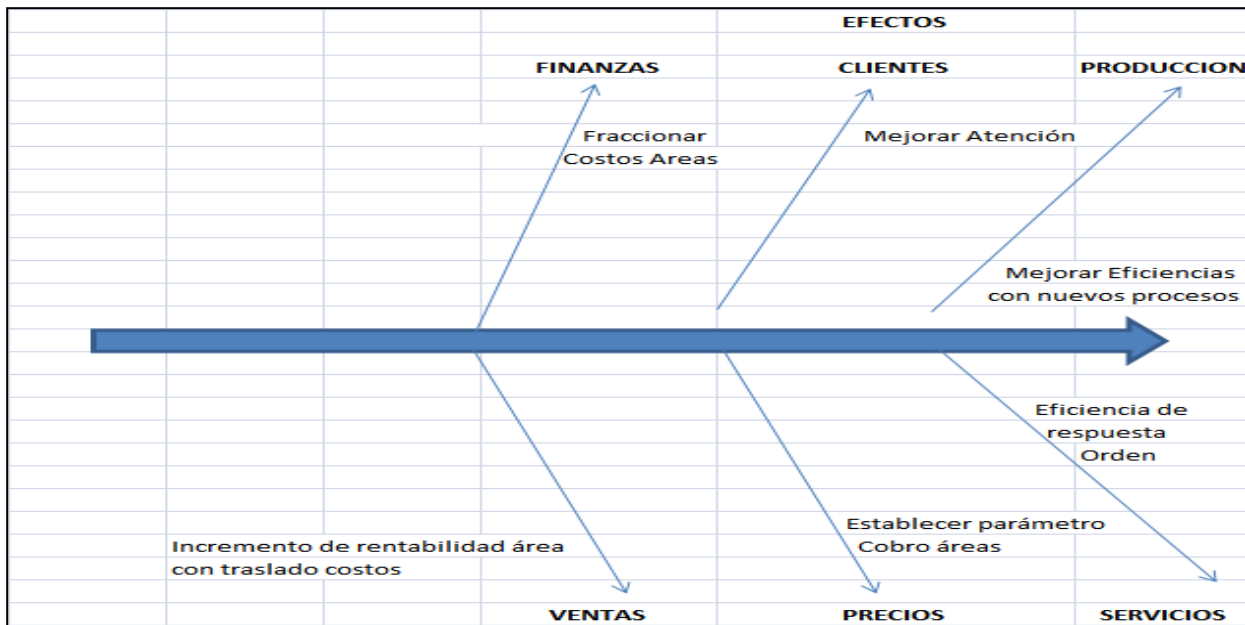 EFECTOS
FINANZAS
CLIENTES
PRODUCCION
Fraccionar
Costos Areas
Mejorar Atención
Mejorar Eficiencias
con nuevos procesos
Eficiencia de
respuesta
Orden
Incremento de rentabilidad área
con traslado costos
Establecer parámetro
Cobro áreas
VENTAS
PRECIOS
SERVICIOS